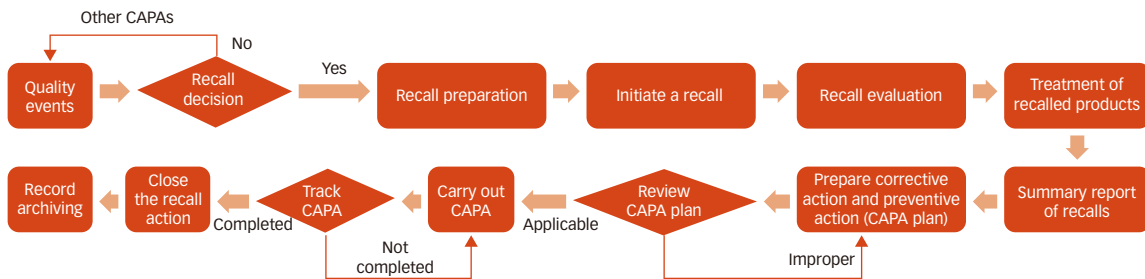 Other CAPAs
No
Quality
events
Recall
decision
Yes
Recall preparation
Initiate a recall
Recall evaluation
Treatment of
recalled products
Record
archiving
Close
the recall
action
Completed
Track
CAPA
Not
completed
Carry out
CAPA
Applicable
Review
CAPA plan
Improper
Prepare corrective
action and preventive
action (CAPA plan)
Summary report
of recalls